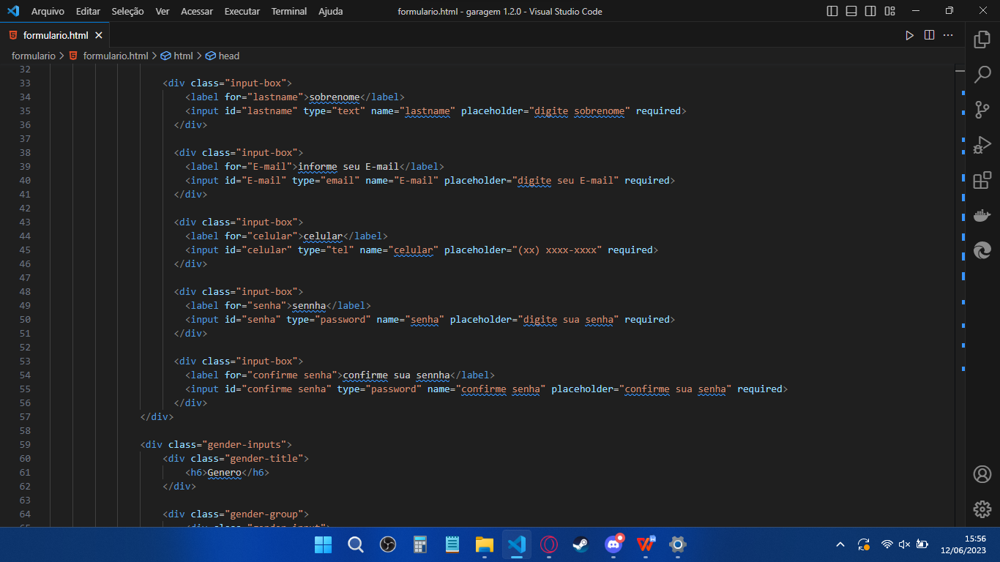 Arquivo Editar Seleção Ver Acessar Executar Terminal Ajuda formulario.html - garagem 1.2.0 - Visual Studio Code
formulario.html
formulario > formulario.html > html > head
32
33 <div class="input-box">
34 <label for="lastname">sobrenome</label>
35 <input id="lastname" type="text" name="lastname" placeholder="digite sobrenome" required>
36 </div>
37
38 <div class="input-box">
39 <label for="E-mail">informe seu E-mail</label>
40 <input id="E-mail" type="email" name="E-mail" placeholder="digite seu E-mail" required>
41 </div>
42
43 <div class="input-box">
44 <label for="celular">celular</label>
45 <input id="celular" type="tel" name="celular" placeholder="(xx) xxxx-xxxx" required>
46 </div>
47
48 <div class="input-box">
49 <label for="senha">sennha</label>
50 <input id="senha" type="password" name="senha" placeholder="digite sua senha" required>
51 </div>
52
53 <div class="input-box">
54 <label for="confirme senha">confirme sua sennha</label>
55 <input id="confirme senha" type="password" name="confirme senha" placeholder="confirme sua senha" required>
56 </div>
57 </div>
58
59 <div class="gender-inputs">
60 <div class="gender-title">
61 <h6>Genero</h6>
62 </div>
63
64 <div class="gender-group">
65 <div class="gender-input">
15:56
12/06/2023